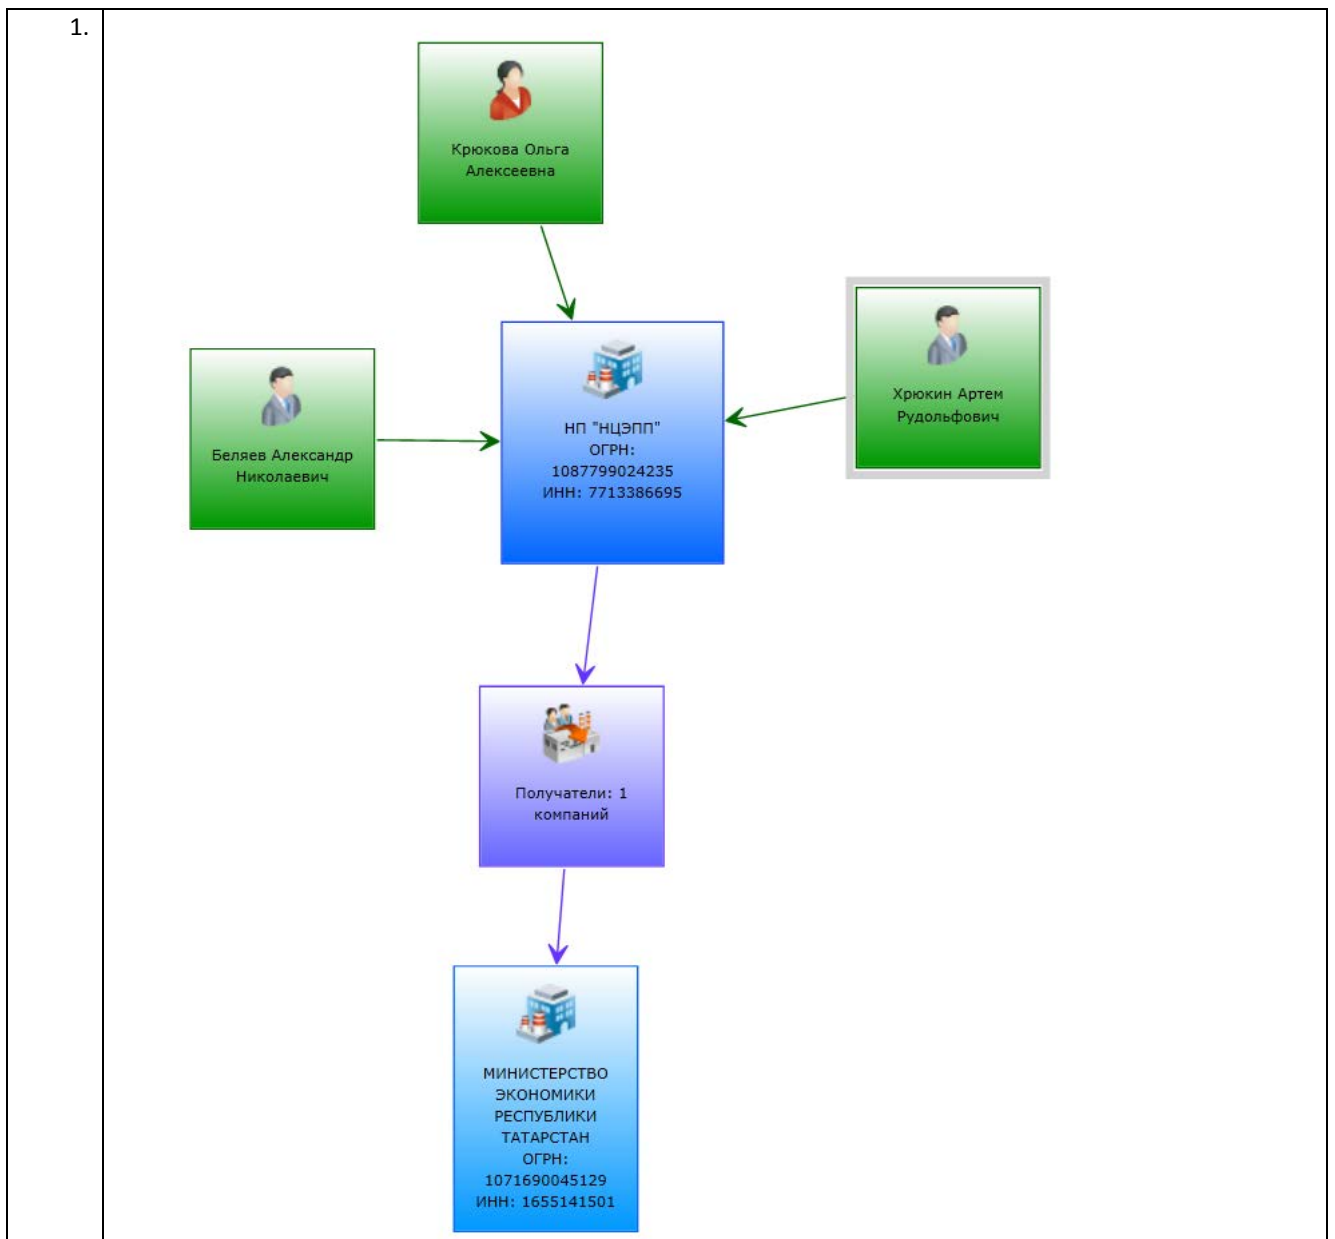 1.
Крюкова Ольга
Алексеевна
Беляев Александр
Николаевич
НП "НЦЭПП"
ОГРН:
1087799024235
ИНН: 7713386695
Хрюкин Артем
Рудольфович
Получатели: 1
компаний
МИНИСТЕРСТВО
ЭКОНОМИКИ
РЕСПУБЛИКИ
ТАТАРСТАН
ОГРН:
1071690045129
ИНН: 1655141501